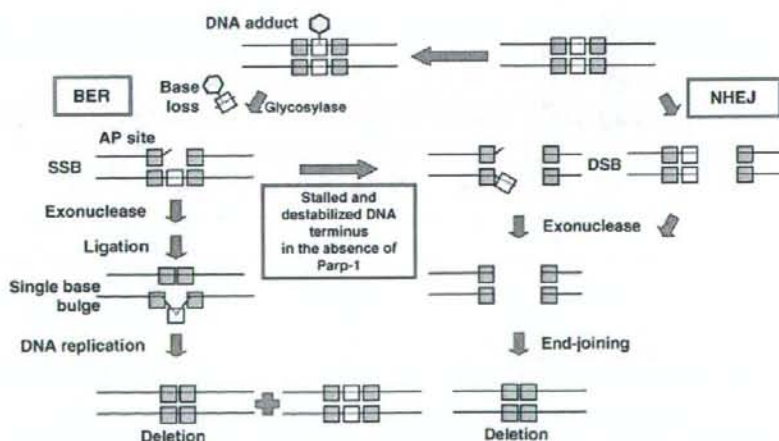 DNA adduct
BER
Base
loss
Glycosylase
NHEJ
AP site
SSB
DSB
Stalled and
destabilized DNA
terminus
in the absence of
Parp-1
Exonuclease
Exonuclease
Ligation
Single base
bulge
DNA replication
End-joining
Deletion
Deletion